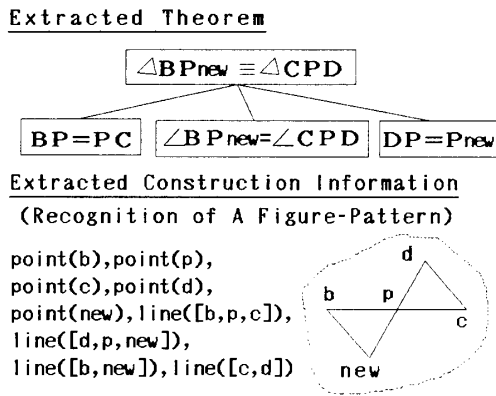 Extracted Theorem
△BPnew ≡ △CPD
BP=PC
∠BPnew=∠CPD
DP=Pnew
Extracted Construction Information
(Recognition of A Figure-Pattern)
point(b),point(p),
point(c),point(d),
point(new),line([b,p,c]),
line([d,p,new]),
line([b,new]),line([c,d])
d
b
p
c
new